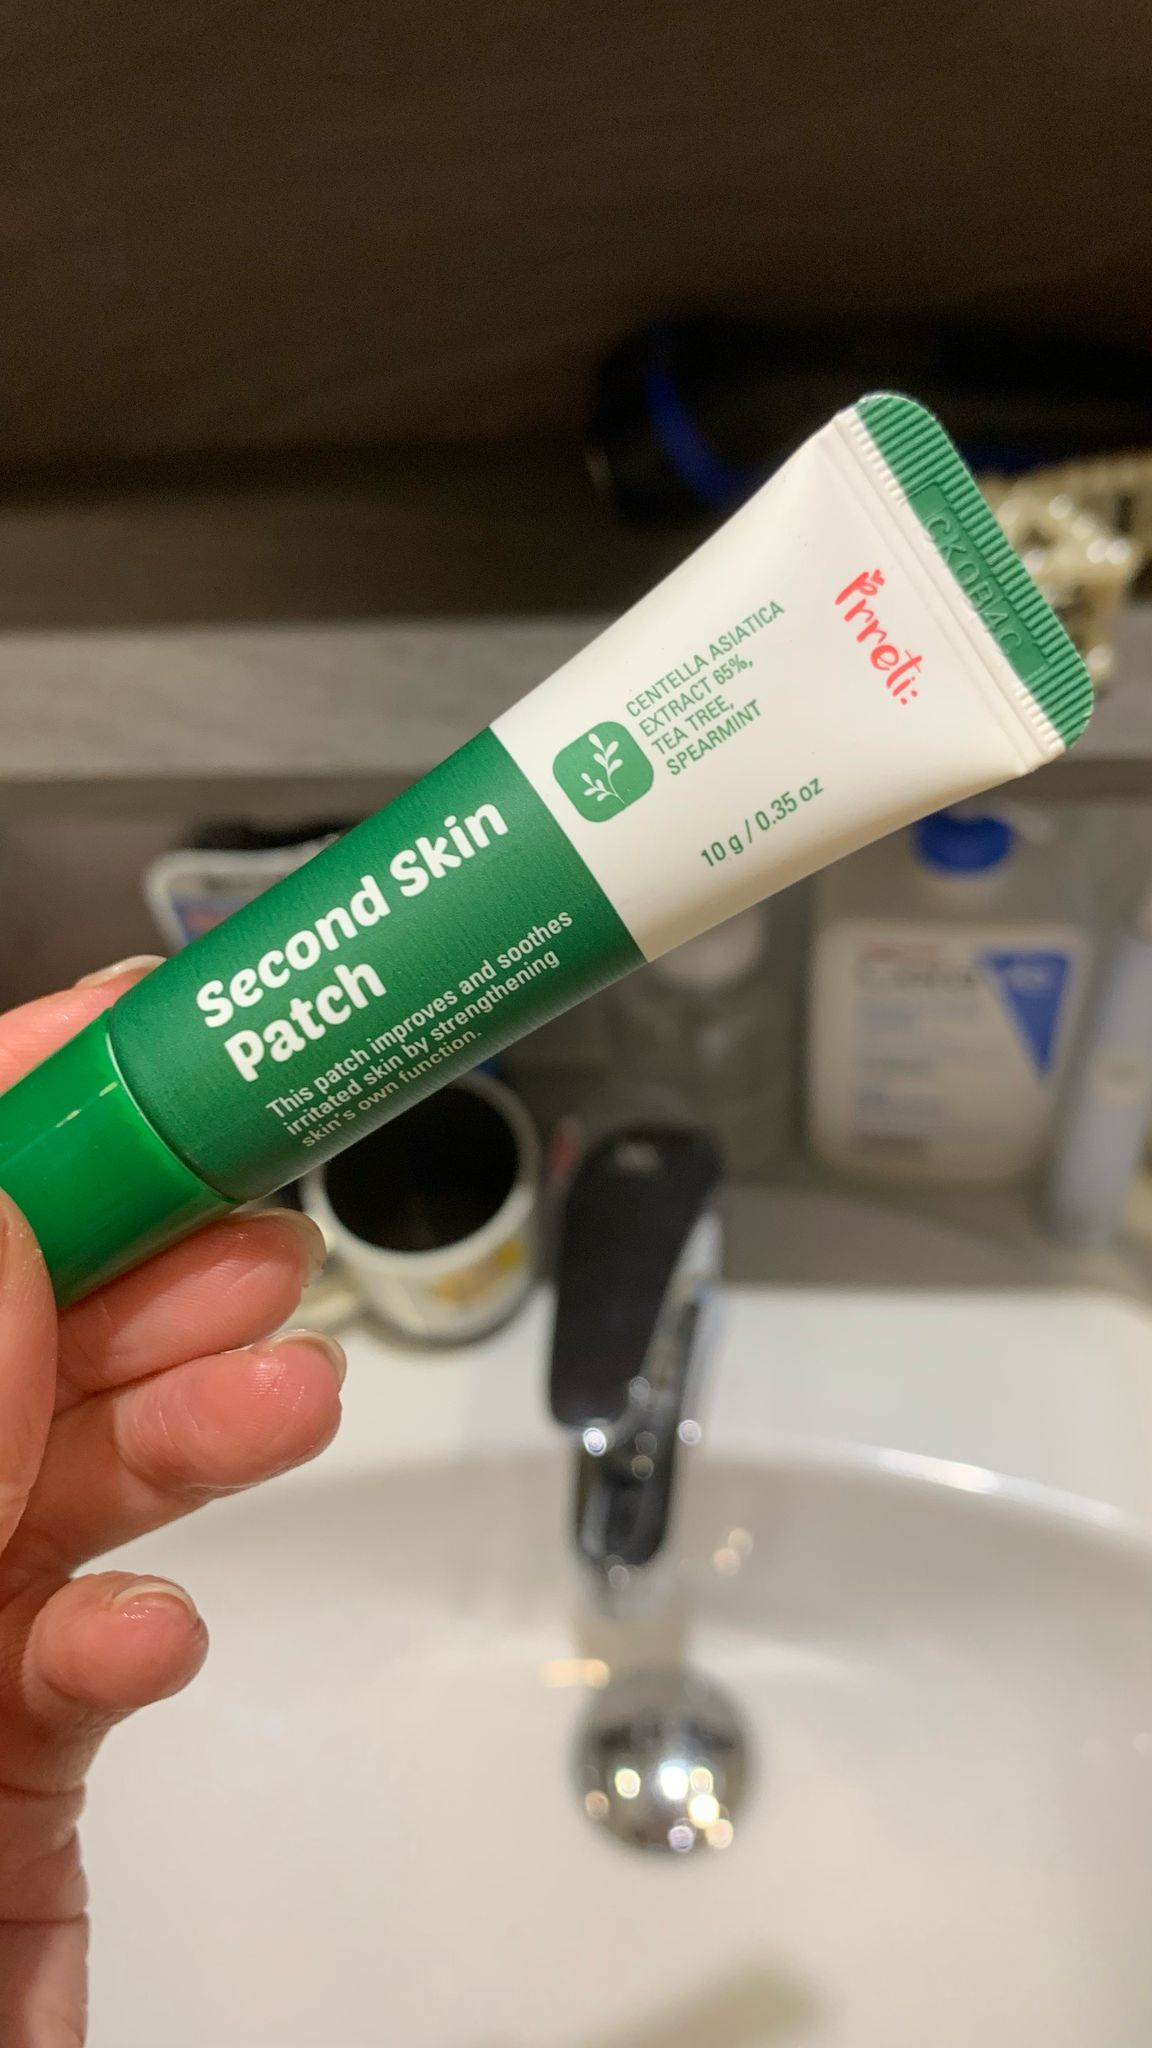 Prreti:
CENTELLA ASIATICA
EXTRACT 65%,
TEA TREE,
SPEARMINT
10 g / 0.35 oz
Second Skin
Patch
This patch improves and soothes
irritated skin by strengthening
skin's own function.